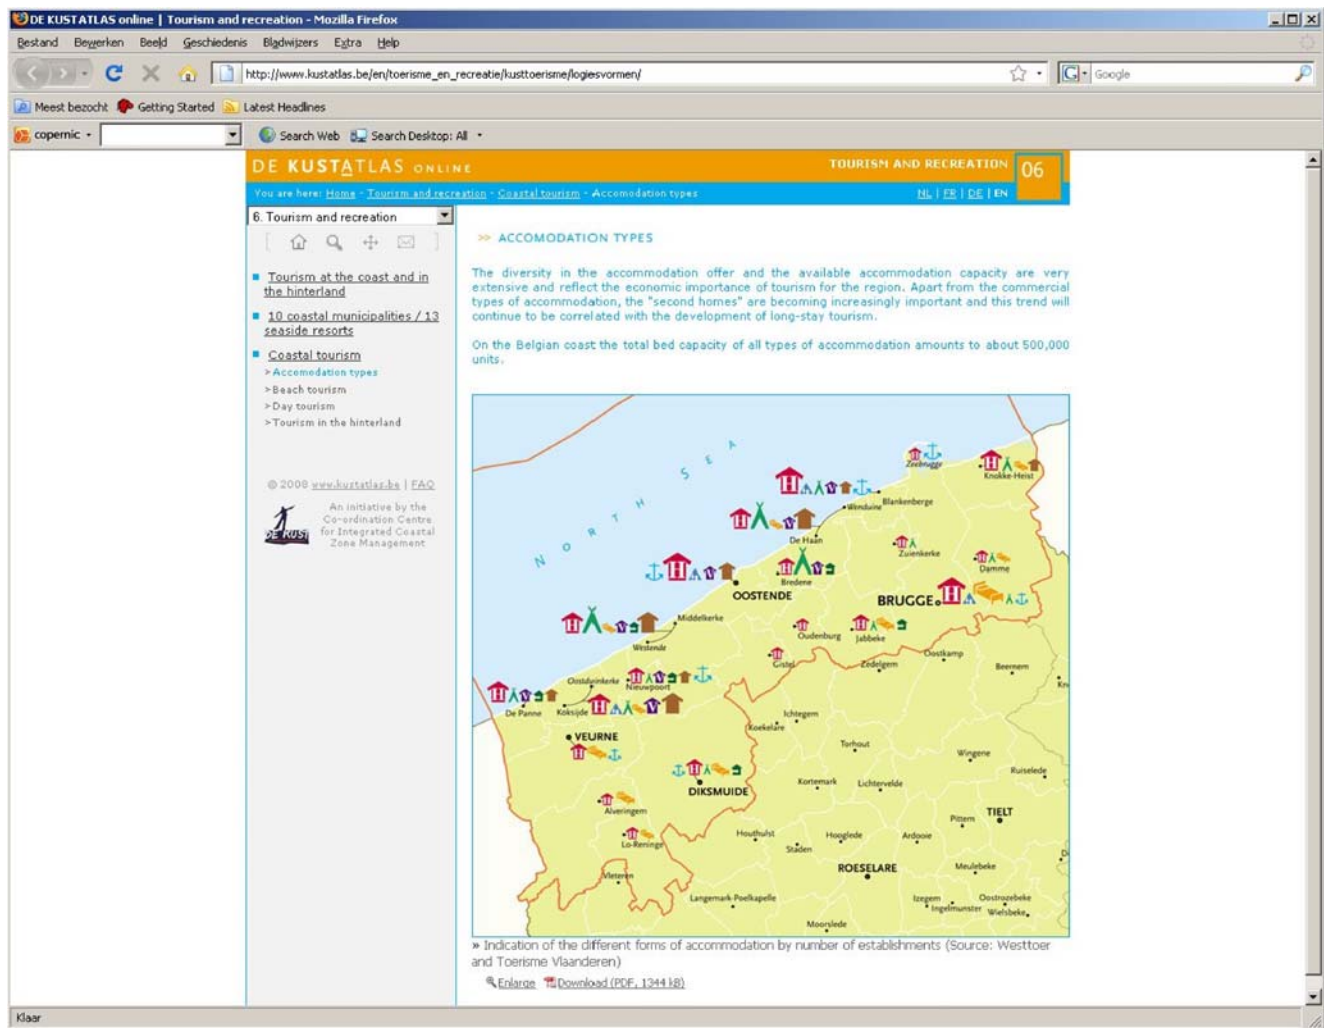 DE KUSTATLAS online | Tourism and recreation - Mozilla Firefox
Bestand Bewerken Beeld Geschiedenis Bladwijzers Extra Help
http://www.kustatlas.be/en/toerisme_en_recreatie/kusttoerisme/logiesvormen/
G Google
Meest bezocht Getting Started Latest Headlines
copernic Search Web Search Desktop: All
DE KUSTATLAS ONLINE
TOURISM AND RECREATION 06
You are here: Home - Tourism and recreation - Coastal tourism - Accomodation types
NL | FR | DE | EN
6. Tourism and recreation
Tourism at the coast and in
the hinterland
10 coastal municipalities / 13
seaside resorts
Coastal tourism
>Accomodation types
>Beach tourism
>Day tourism
>Tourism in the hinterland
© 2008 www.kustatlas.be | FAQ
DE KUST
An initiative by the
Co-ordination Centre
for Integrated Coastal
Zone Management
>> ACCOMODATION TYPES
The diversity in the accommodation offer and the available accommodation capacity are very
extensive and reflect the economic importance of tourism for the region. Apart from the commercial
types of accommodation, the "second homes" are becoming increasingly important and this trend will
continue to be correlated with the development of long-stay tourism.
On the Belgian coast the total bed capacity of all types of accommodation amounts to about 500,000
units.
NORTH SEA
Zeebrugge
Knokke-Heist
Blankenberge
Wenduine
De Haan
Zuienkerke
Damme
Bredene
OOSTENDE
BRUGGE
Middelkerke
Westende
Oudenburg
Jabbeke
Gistel
Zedelgem
Oostkamp
Beernem
Kn
Oostduinkerke
Nieuwpoort
De Panne
Koksijde
VEURNE
Ichtegem
Koekelare
Torhout
Wingene
Ruiselede
DIKSMUIDE
Kortemark
Lichtervelde
Alveringem
Pittem
TIELT
Lo-Reninge
Houthulst
Hooglede
Ardooie
Staden
Vleteren
ROESELARE
Meulebeke
Langemark-Poelkapelle
Izegem
Oostrozebeke
Ingelmunster
Wielsbeke
Moorslede
» Indication of the different forms of accommodation by number of establishments (Source: Westtoer
and Toerisme Vlaanderen)
Enlarge Download (PDF, 1344 kB)
Klaar